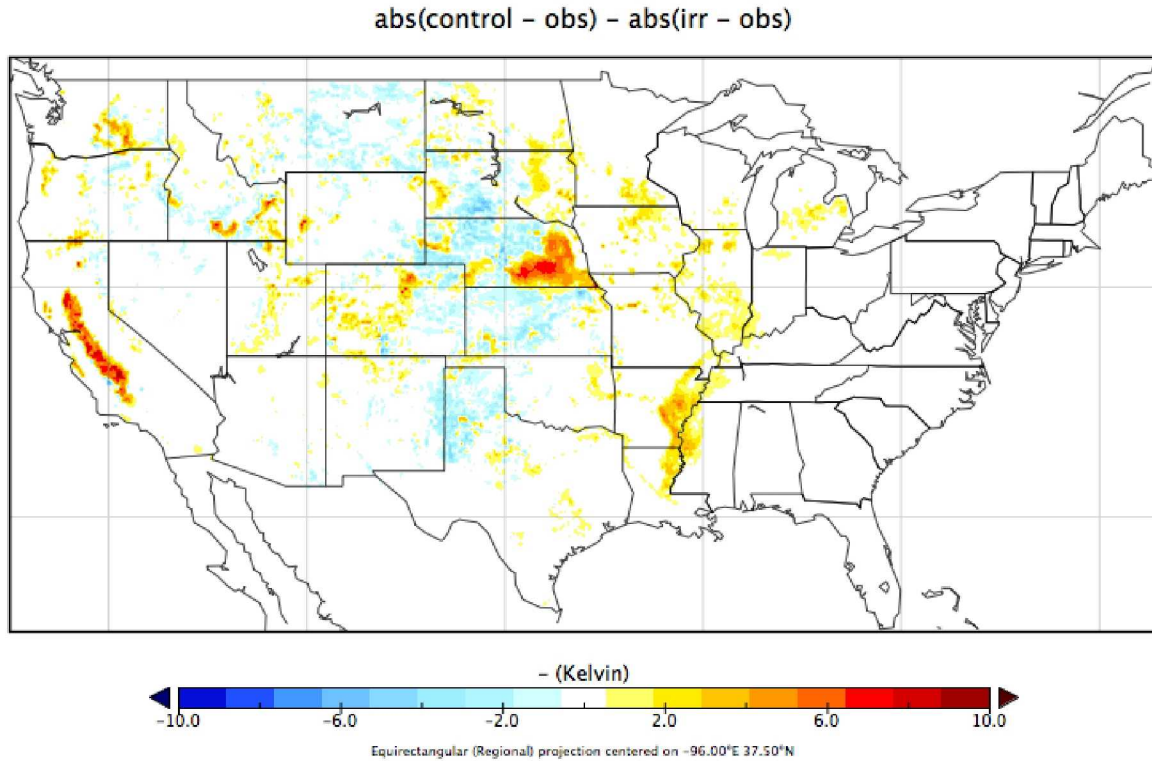 abs(control – obs) – abs(irr – obs)
– (Kelvin)
–10.0 –6.0 –2.0 2.0 6.0 10.0
Equirectangular (Regional) projection centered on –96.00°E 37.50°N